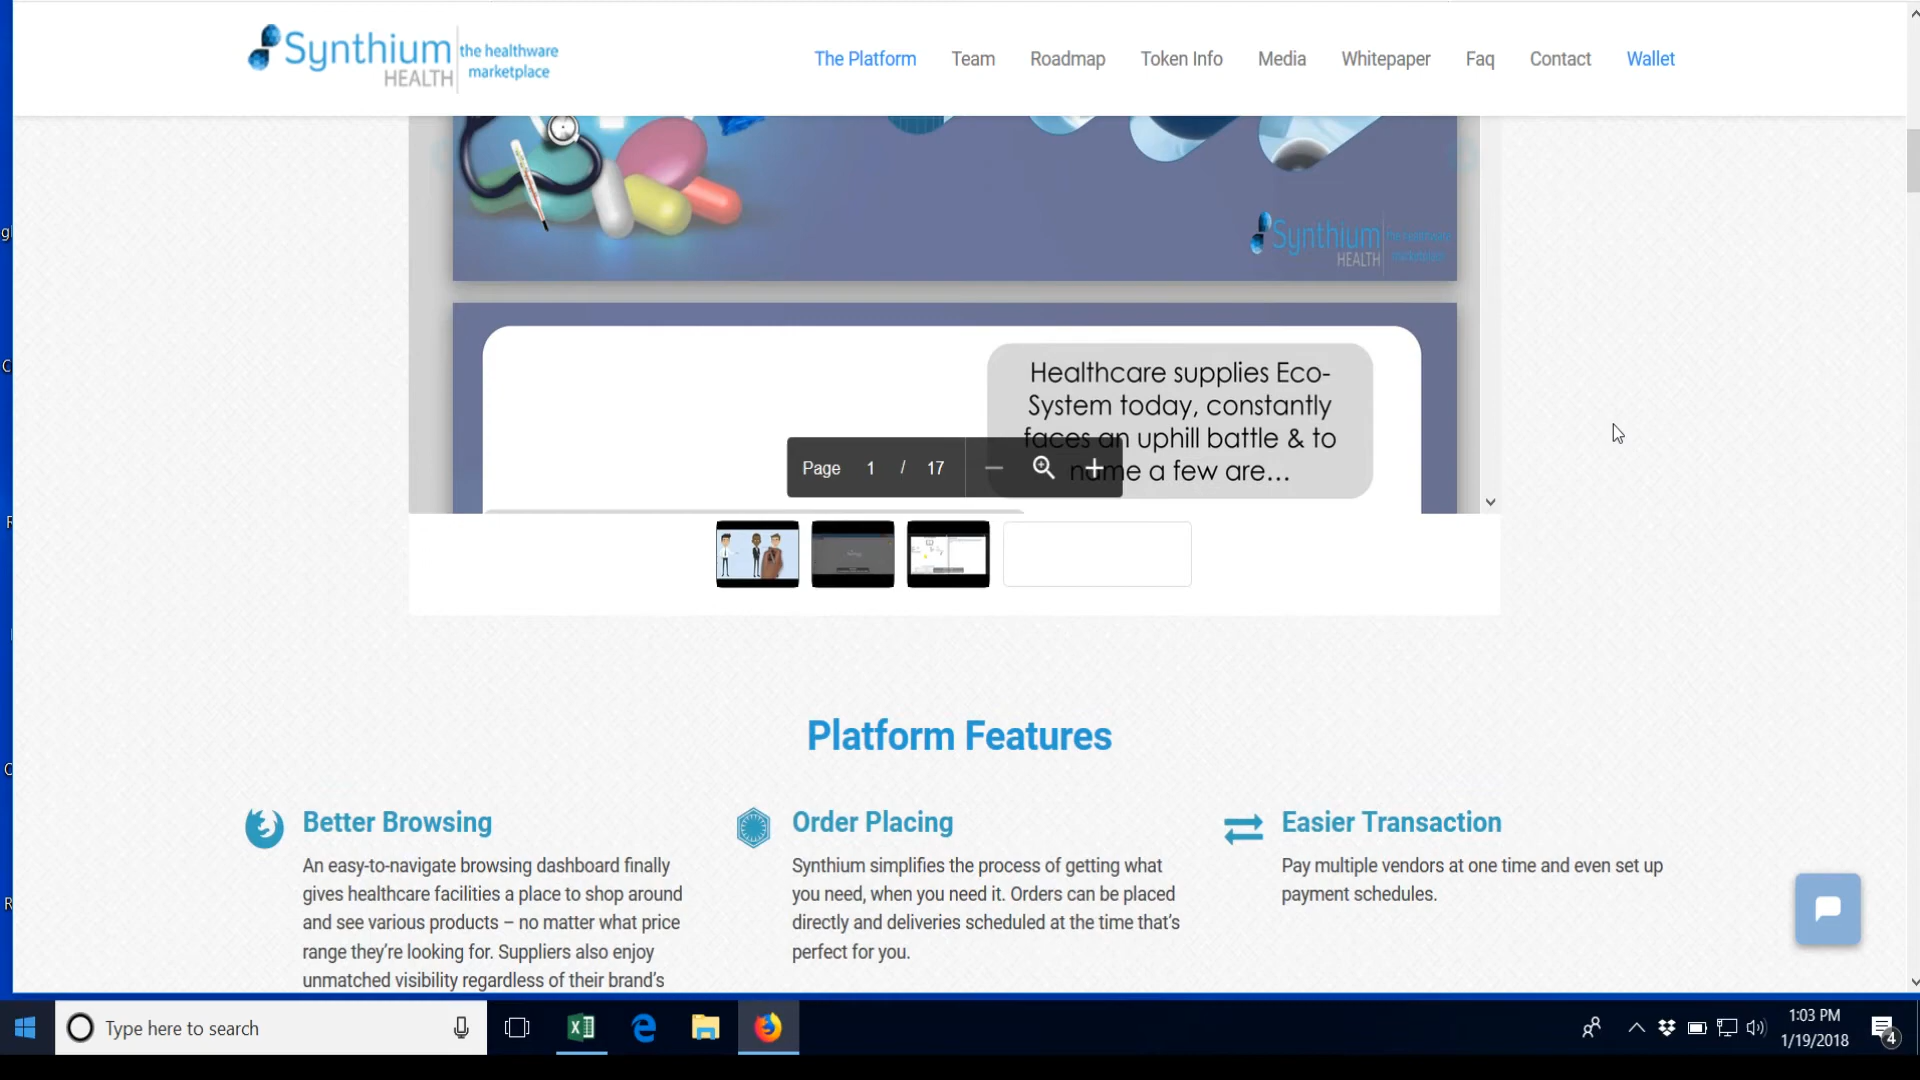 Synthium
HEALTH
the healthware
marketplace
The Platform
Team
Roadmap
Token Info
Media
Whitepaper
Faq
Contact
Wallet
Synthium
HEALTH
the healthware
marketplace
Healthcare supplies Eco-
System today, constantly
faces an uphill battle & to
name a few are...
Page 1 / 17
Platform Features
Better Browsing
An easy-to-navigate browsing dashboard finally
gives healthcare facilities a place to shop around
and see various products – no matter what price
range they're looking for. Suppliers also enjoy
unmatched visibility regardless of their brand's
Order Placing
Synthium simplifies the process of getting what
you need, when you need it. Orders can be placed
directly and deliveries scheduled at the time that's
perfect for you.
Easier Transaction
Pay multiple vendors at one time and even set up
payment schedules.
Type here to search
1:03 PM
1/19/2018
4